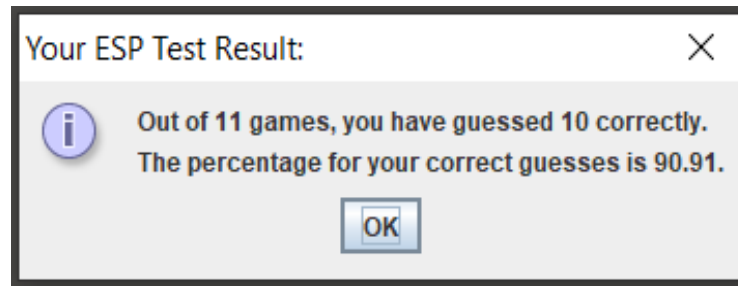 Your ESP Test Result:
Out of 11 games, you have guessed 10 correctly.
The percentage for your correct guesses is 90.91.
OK